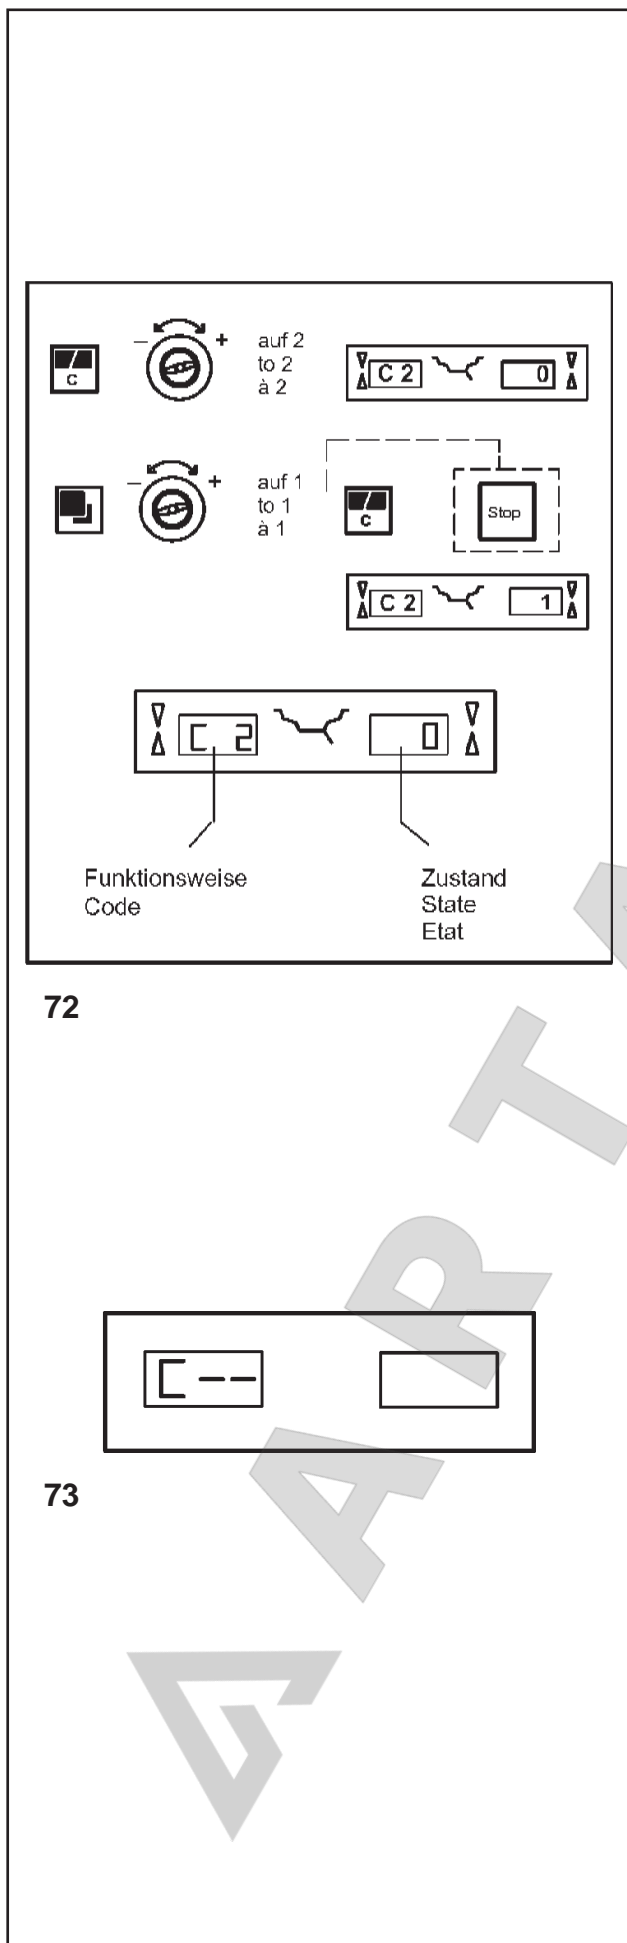 C
– +
auf 2
to 2
à 2
C 2 0
– +
auf 1
to 1
à 1
C
Stop
C 2 1
C 2 0
Funktionsweise
Code
Zustand
State
Etat
72
C -- 
73
A R T A